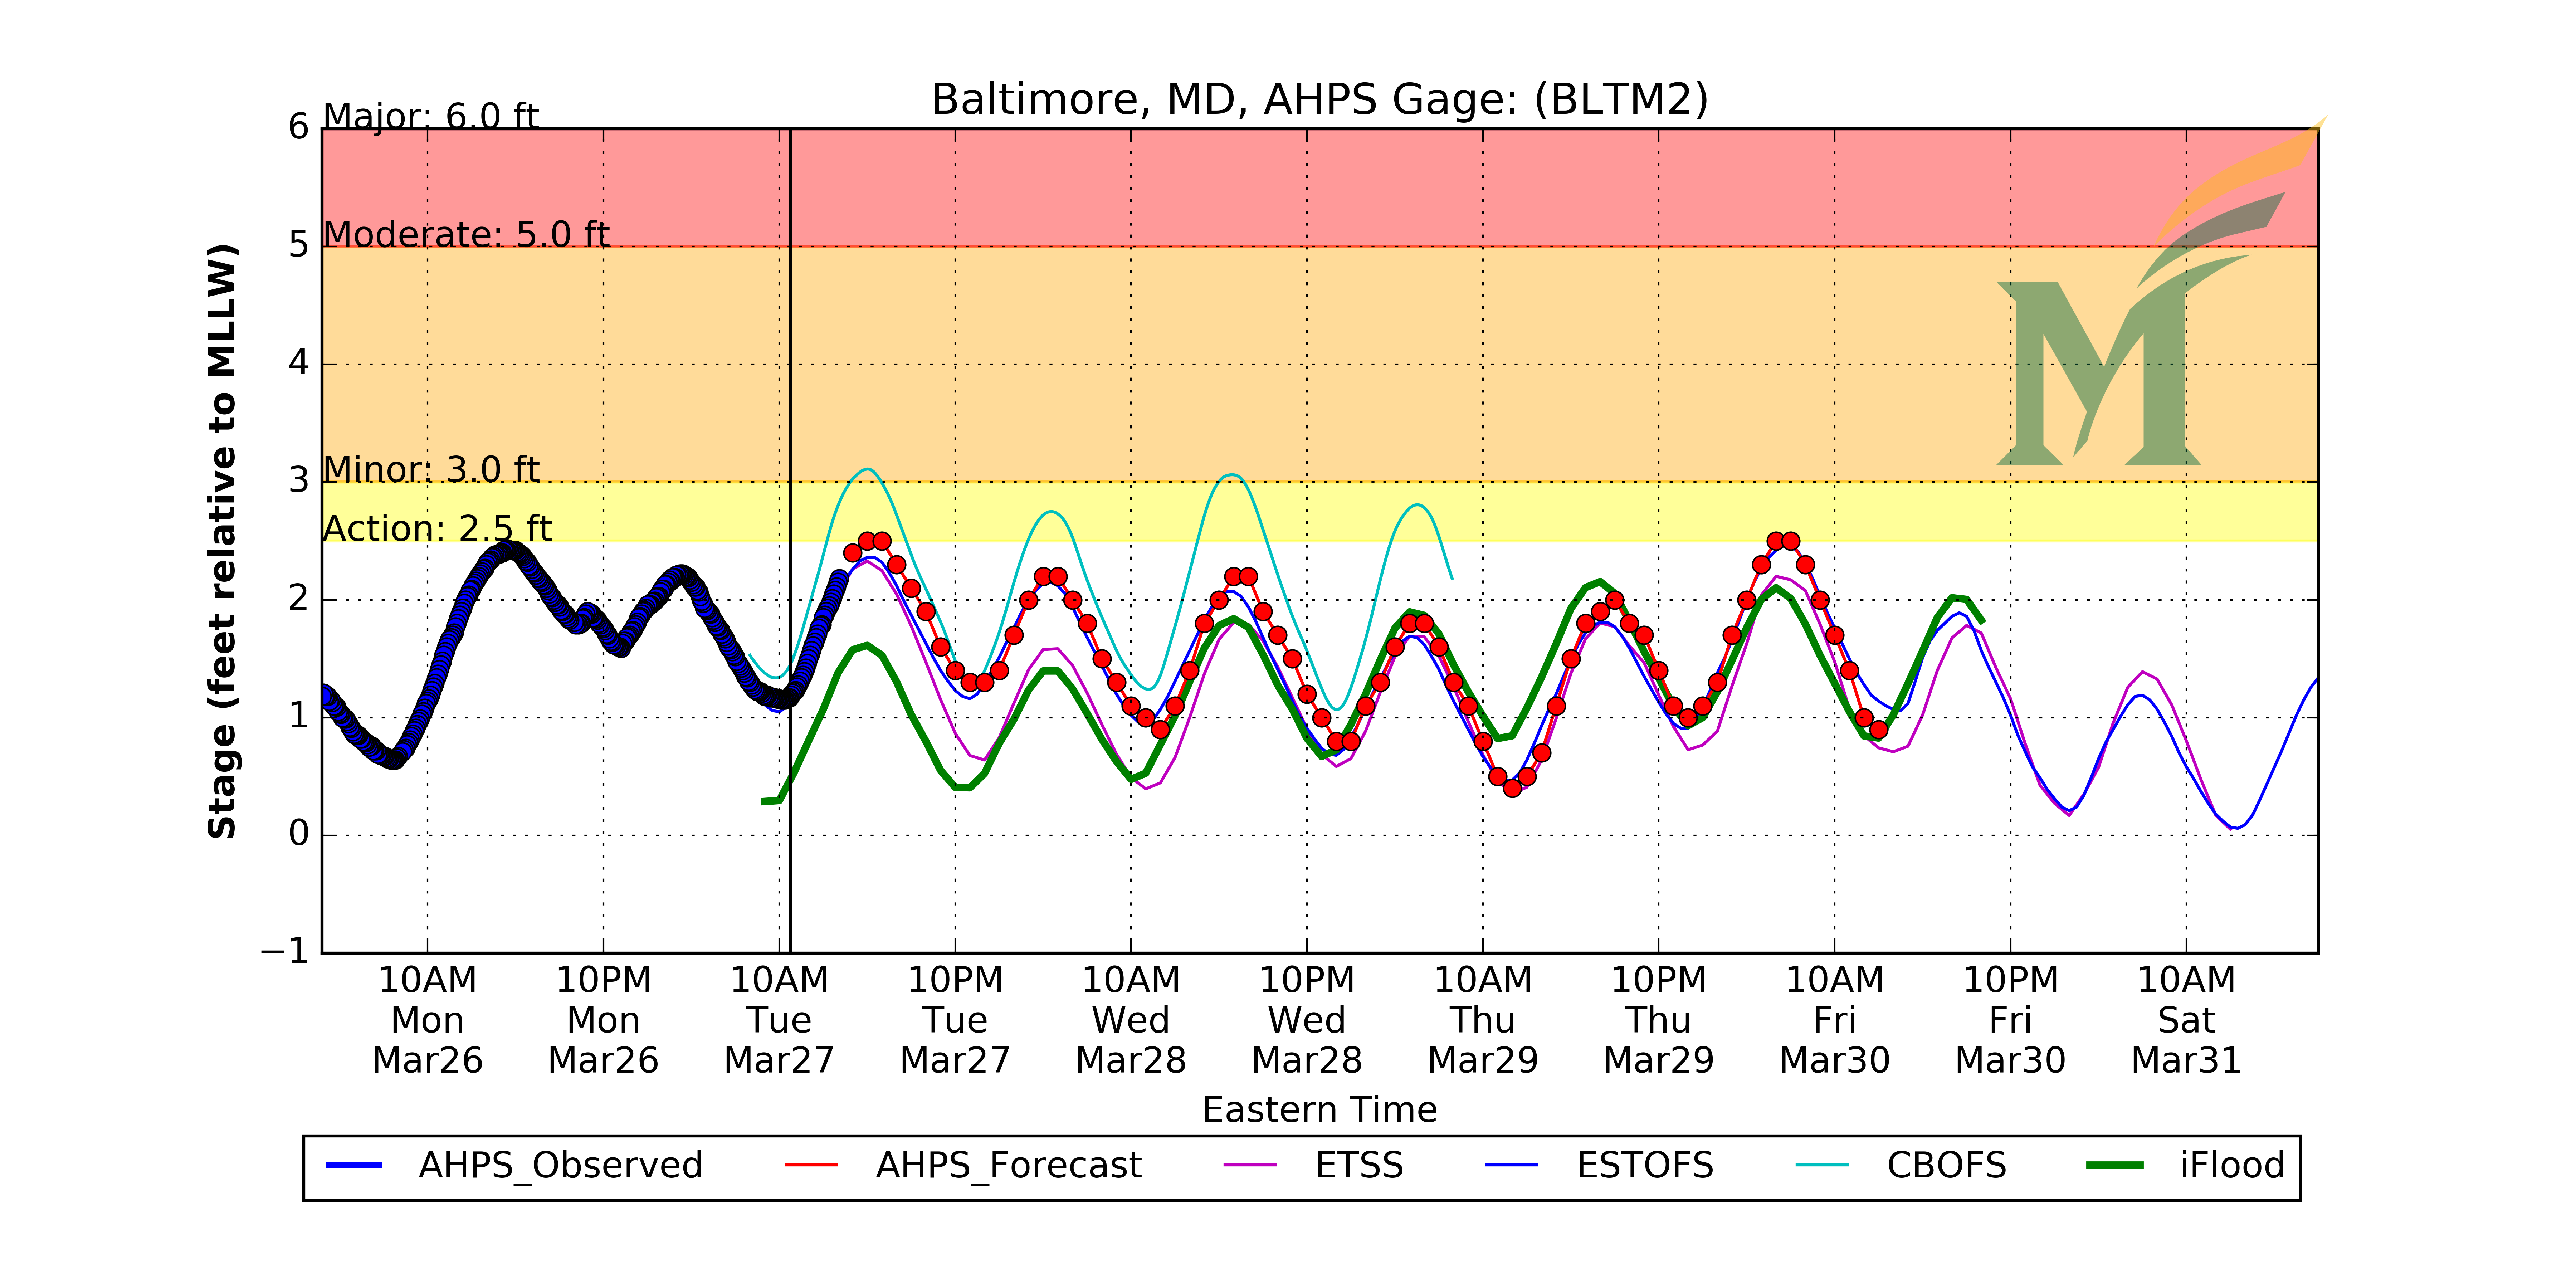 Baltimore, MD, AHPS Gage: (BLTM2)
Major: 6.0 ft
Moderate: 5.0 ft
Minor: 3.0 ft
Action: 2.5 ft
Stage (feet relative to MLLW)
6
5
4
3
2
1
0
−1
10AM 10PM 10AM 10PM 10AM 10PM 10AM 10PM 10AM 10PM 10AM
Mon Mon Tue Tue Wed Wed Thu Thu Fri Fri Sat
Mar26 Mar26 Mar27 Mar27 Mar28 Mar28 Mar29 Mar29 Mar30 Mar30 Mar31
Eastern Time
AHPS_Observed AHPS_Forecast ETSS ESTOFS CBOFS iFlood